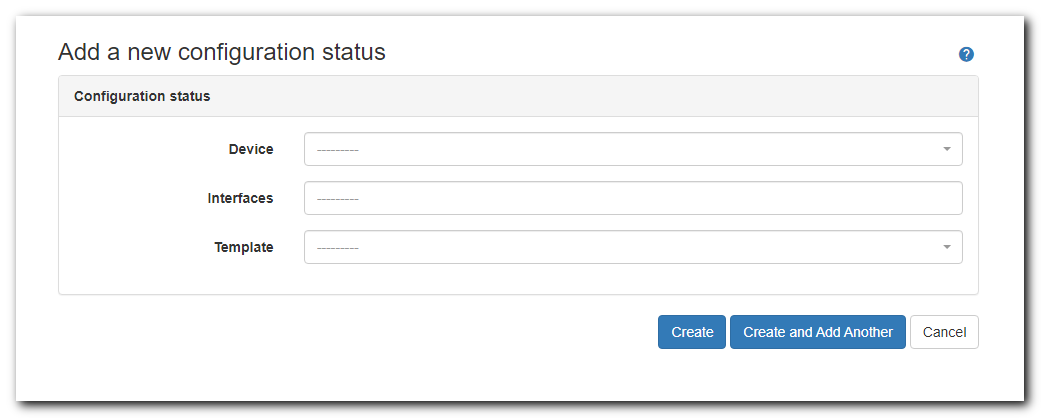 Add a new configuration status
?
Configuration status
Device ---------
Interfaces ---------
Template ---------
Create Create and Add Another Cancel